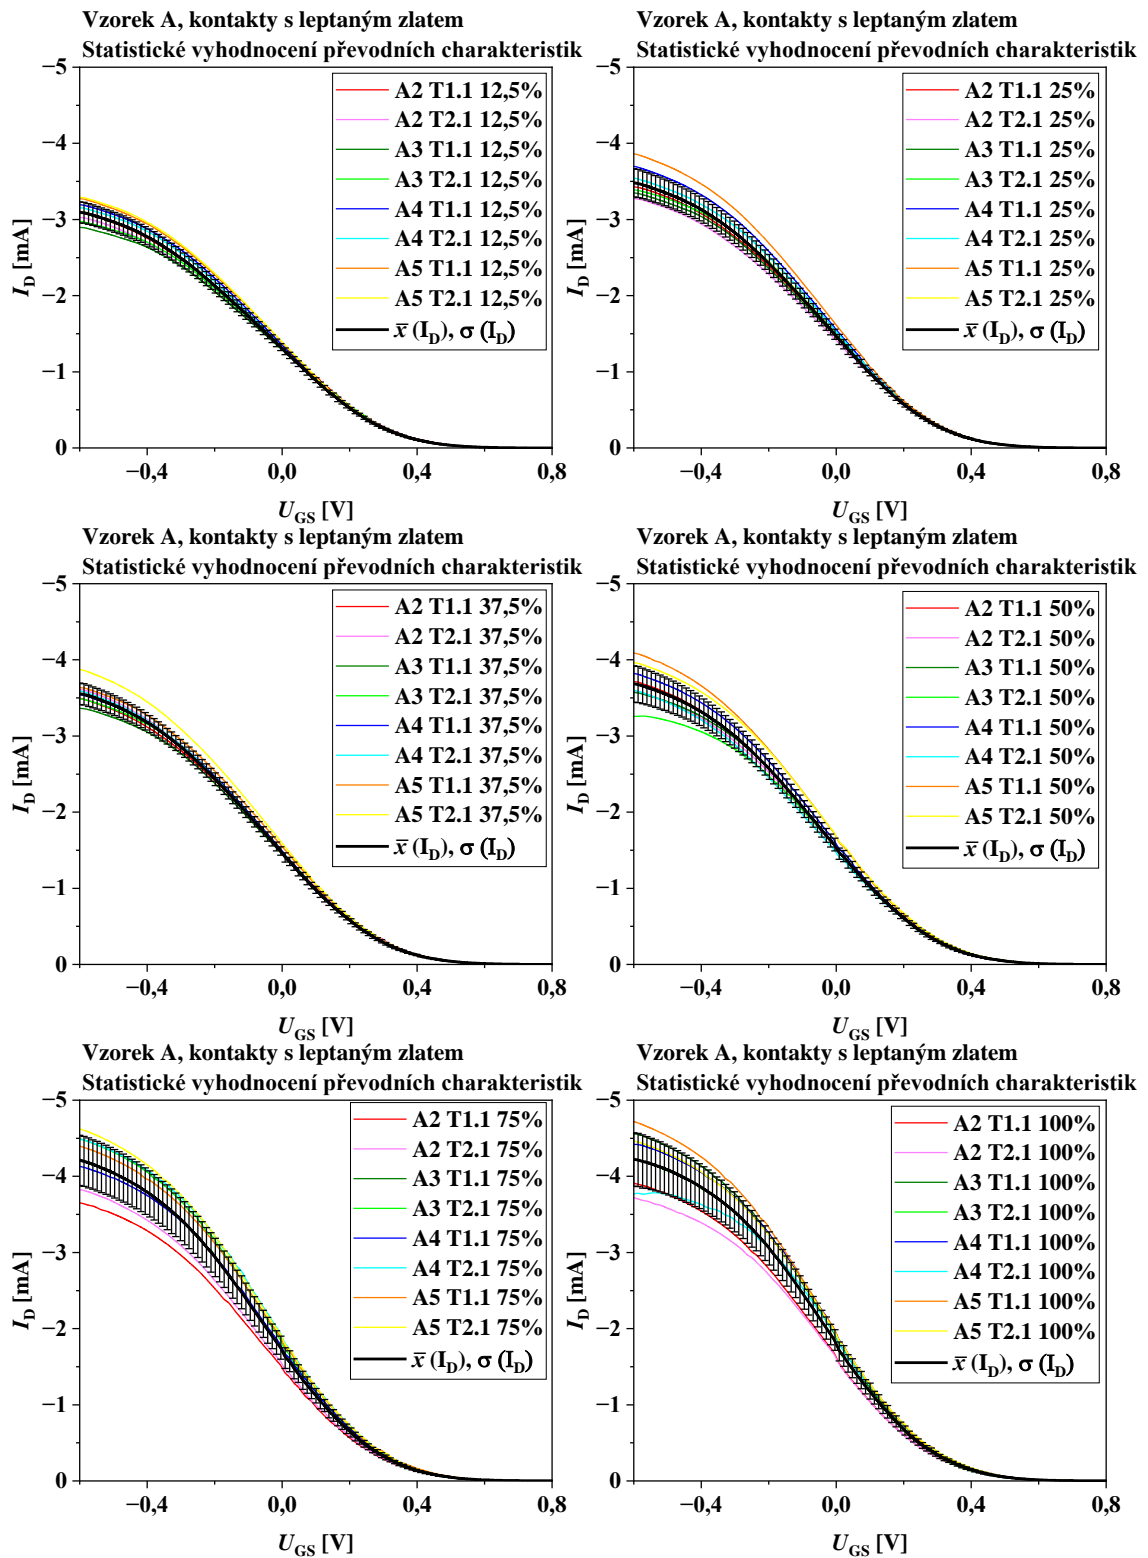 Vzorek A, kontakty s leptaným zlatem
Statistické vyhodnocení převodních charakteristik
−5
−4
−3
−2
−1
0
I_D [mA]
A2 T1.1 12,5%
A2 T2.1 12,5%
A3 T1.1 12,5%
A3 T2.1 12,5%
A4 T1.1 12,5%
A4 T2.1 12,5%
A5 T1.1 12,5%
A5 T2.1 12,5%
x̄ (I_D), σ (I_D)
−0,4 0,0 0,4 0,8
U_GS [V]
Vzorek A, kontakty s leptaným zlatem
Statistické vyhodnocení převodních charakteristik
−5
−4
−3
−2
−1
0
I_D [mA]
A2 T1.1 25%
A2 T2.1 25%
A3 T1.1 25%
A3 T2.1 25%
A4 T1.1 25%
A4 T2.1 25%
A5 T1.1 25%
A5 T2.1 25%
x̄ (I_D), σ (I_D)
−0,4 0,0 0,4 0,8
U_GS [V]
Vzorek A, kontakty s leptaným zlatem
Statistické vyhodnocení převodních charakteristik
−5
−4
−3
−2
−1
0
I_D [mA]
A2 T1.1 37,5%
A2 T2.1 37,5%
A3 T1.1 37,5%
A3 T2.1 37,5%
A4 T1.1 37,5%
A4 T2.1 37,5%
A5 T1.1 37,5%
A5 T2.1 37,5%
x̄ (I_D), σ (I_D)
−0,4 0,0 0,4 0,8
U_GS [V]
Vzorek A, kontakty s leptaným zlatem
Statistické vyhodnocení převodních charakteristik
−5
−4
−3
−2
−1
0
I_D [mA]
A2 T1.1 50%
A2 T2.1 50%
A3 T1.1 50%
A3 T2.1 50%
A4 T1.1 50%
A4 T2.1 50%
A5 T1.1 50%
A5 T2.1 50%
x̄ (I_D), σ (I_D)
−0,4 0,0 0,4 0,8
U_GS [V]
Vzorek A, kontakty s leptaným zlatem
Statistické vyhodnocení převodních charakteristik
−5
−4
−3
−2
−1
0
I_D [mA]
A2 T1.1 75%
A2 T2.1 75%
A3 T1.1 75%
A3 T2.1 75%
A4 T1.1 75%
A4 T2.1 75%
A5 T1.1 75%
A5 T2.1 75%
x̄ (I_D), σ (I_D)
−0,4 0,0 0,4 0,8
U_GS [V]
Vzorek A, kontakty s leptaným zlatem
Statistické vyhodnocení převodních charakteristik
−5
−4
−3
−2
−1
0
I_D [mA]
A2 T1.1 100%
A2 T2.1 100%
A3 T1.1 100%
A3 T2.1 100%
A4 T1.1 100%
A4 T2.1 100%
A5 T1.1 100%
A5 T2.1 100%
x̄ (I_D), σ (I_D)
−0,4 0,0 0,4 0,8
U_GS [V]